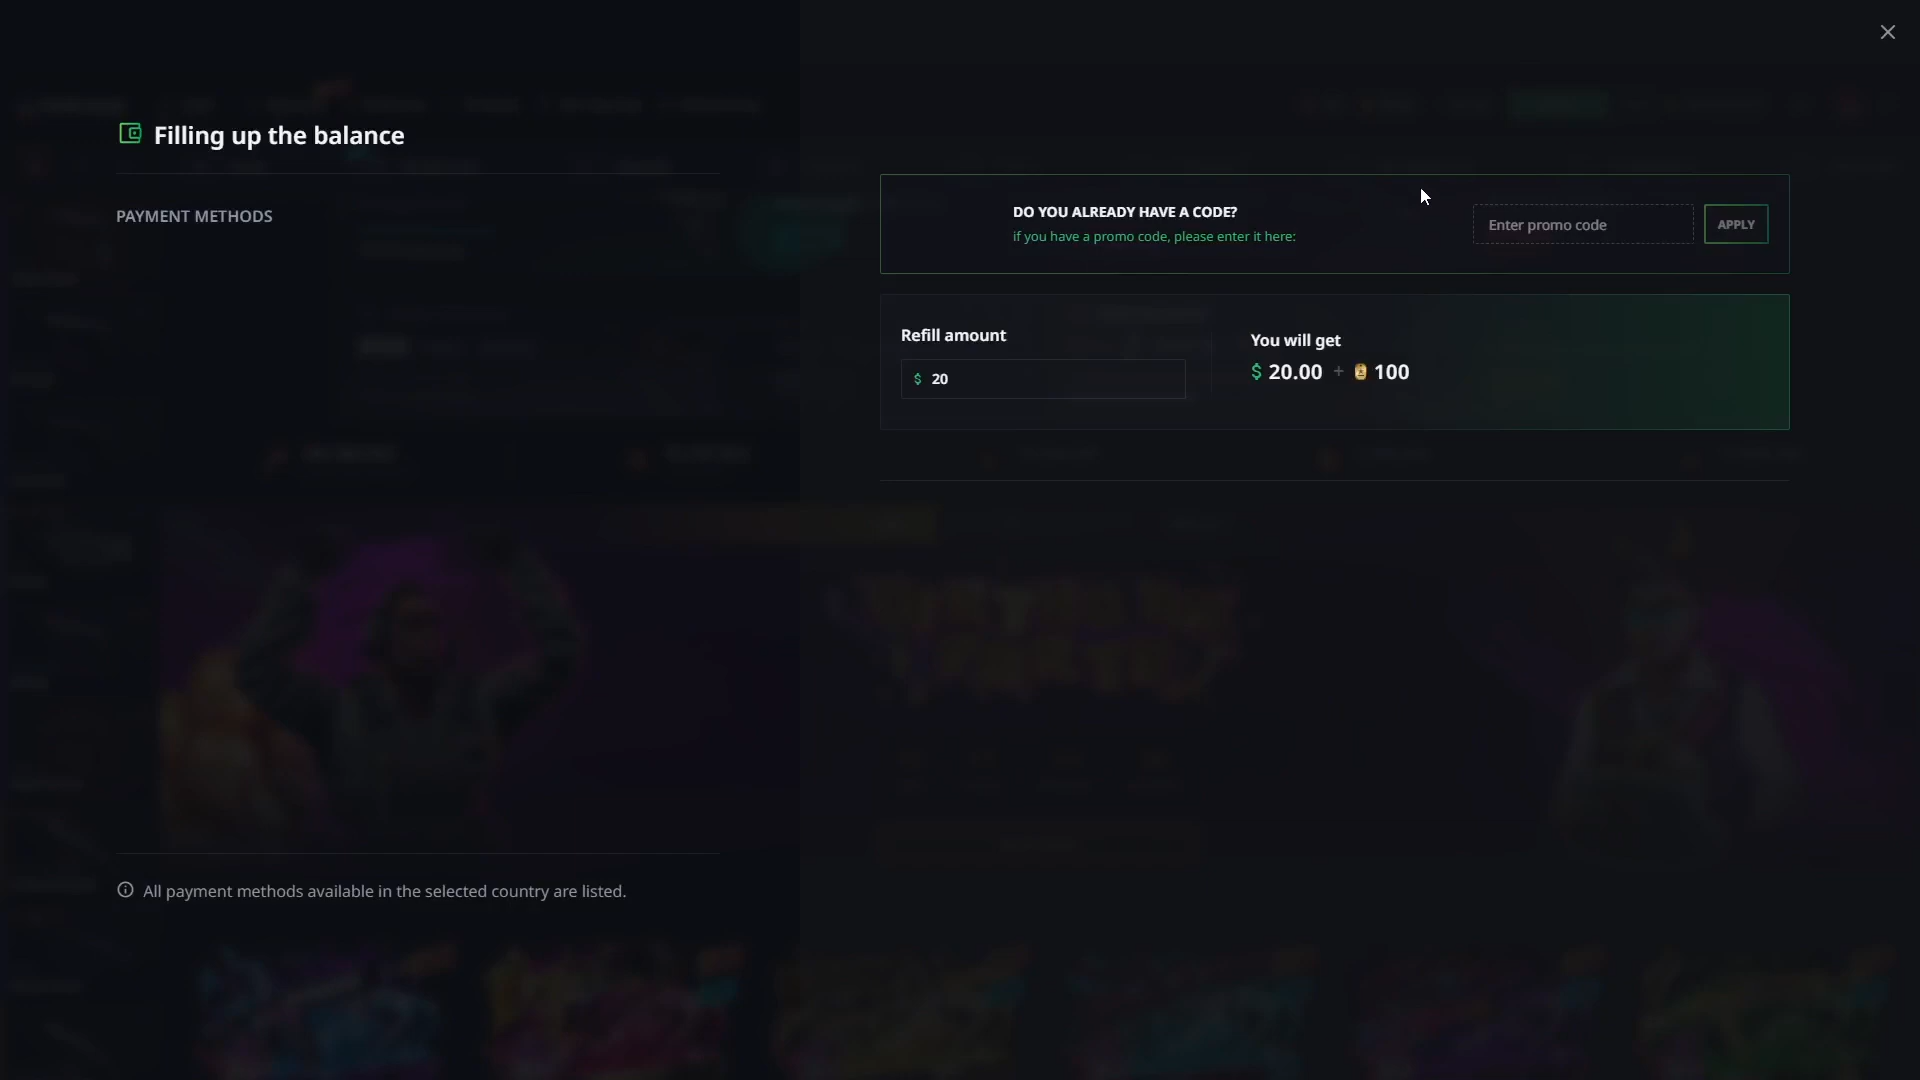 Filling up the balance
PAYMENT METHODS
DO YOU ALREADY HAVE A CODE?
if you have a promo code, please enter it here:
Enter promo code
APPLY
Refill amount
$ 20
You will get
$ 20.00 + 100
All payment methods available in the selected country are listed.